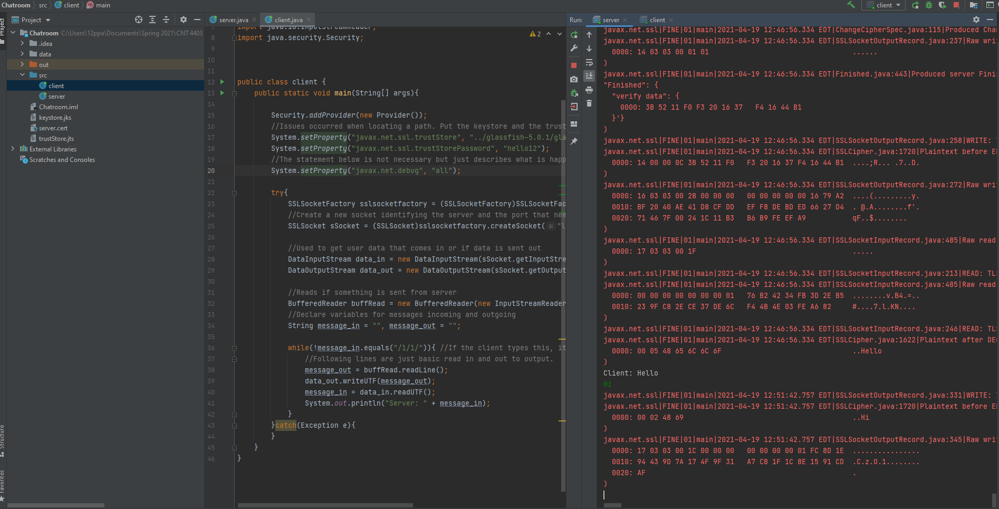 Chatroom src client main
client
Project
server.java
client.java
Run:
server
client
Project
Chatroom C:\Users\12ppa\Documents\Spring 2021\CNT 4403
.idea
data
out
src
client
server
Chatroom.iml
keystore.jks
server.cert
trustStore.jts
External Libraries
Scratches and Consoles
Structure
Favorites
2
8 import java.security.Security;
9
10
11
12 public class client {
13 public static void main(String[] args){
14
15 Security.addProvider(new Provider());
16 //Issues occurred when locating a path. Put the keystore and the trust
17 System.setProperty("javax.net.ssl.trustStore", "../glassfish-5.0.1/gla
18 System.setProperty("javax.net.ssl.trustStorePassword", "hello12");
19 //The statement below is not necessary but just describes what is happ
20 System.setProperty("javax.net.debug", "all");
21
22 try{
23 SSLSocketFactory sslsocketfactory = (SSLSocketFactory)SSLSocketFac
24 //Create a new socket identifying the server and the port that nee
25 SSLSocket sSocket = (SSLSocket)sslsocketfactory.createSocket( s: "l
26
27 //Used to get user data that comes in or if data is sent out
28 DataInputStream data_in = new DataInputStream(sSocket.getInputStre
29 DataOutputStream data_out = new DataOutputStream(sSocket.getOutput
30
31 //Reads if something is sent from server
32 BufferedReader buffRead = new BufferedReader(new InputStreamReader
33 //Declare variables for messages incoming and outgoing
34 String message_in = "", message_out = "";
35
36 while(!message_in.equals("/1/1/")){ //If the client types this, it
37 //Following lines are just basic read in and out to output.
38 message_out = buffRead.readLine();
39 data_out.writeUTF(message_out);
40 message_in = data_in.readUTF();
41 System.out.println("Server: " + message_in);
42 }
43 }catch(Exception e){
44 }
45 }
46 }
javax.net.ssl|FINE|01|main|2021-04-19 12:46:56.334 EDT|ChangeCipherSpec.java:115|Produced Chan
javax.net.ssl|FINE|01|main|2021-04-19 12:46:56.334 EDT|SSLSocketOutputRecord.java:237|Raw writ
0000: 14 03 03 00 01 01 ......
)
javax.net.ssl|FINE|01|main|2021-04-19 12:46:56.334 EDT|Finished.java:443|Produced server Finis
"Finished": {
"verify data": {
0000: 3B 52 11 F0 F3 20 16 37 F4 16 44 B1
}'}
)
javax.net.ssl|FINE|01|main|2021-04-19 12:46:56.334 EDT|SSLSocketOutputRecord.java:258|WRITE: T
javax.net.ssl|FINE|01|main|2021-04-19 12:46:56.334 EDT|SSLCipher.java:1720|Plaintext before EN
0000: 14 00 00 0C 3B 52 11 F0 F3 20 16 37 F4 16 44 B1 ....;R... .7..D.
)
javax.net.ssl|FINE|01|main|2021-04-19 12:46:56.334 EDT|SSLSocketOutputRecord.java:272|Raw writ
0000: 16 03 03 00 28 00 00 00 00 00 00 00 00 16 79 A2 ....(.........y.
0010: BF 20 40 AE 41 D8 CF DD EF F8 DE BD ED 66 27 D4 . @.A........f'.
0020: 71 46 7F 00 24 1C 11 B3 B6 B9 FE EF A9 qF..$........
)
javax.net.ssl|FINE|01|main|2021-04-19 12:46:56.334 EDT|SSLSocketInputRecord.java:485|Raw read
0000: 17 03 03 00 1F .....
)
javax.net.ssl|FINE|01|main|2021-04-19 12:46:56.334 EDT|SSLSocketInputRecord.java:213|READ: TLS
javax.net.ssl|FINE|01|main|2021-04-19 12:46:56.334 EDT|SSLSocketInputRecord.java:485|Raw read
0000: 00 00 00 00 00 00 00 01 76 B2 42 34 FB 3D 2E B5 ........v.B4.=..
0010: 23 9F C8 2E CE 37 DE 6C F4 4B 4E 03 FE A6 82 #....7.l.KN....
)
javax.net.ssl|FINE|01|main|2021-04-19 12:46:56.334 EDT|SSLSocketInputRecord.java:246|READ: TLS
javax.net.ssl|FINE|01|main|2021-04-19 12:46:56.334 EDT|SSLCipher.java:1622|Plaintext after DEC
0000: 00 05 48 65 6C 6C 6F ..Hello
)
Client: Hello
Hi
javax.net.ssl|FINE|01|main|2021-04-19 12:51:42.757 EDT|SSLSocketOutputRecord.java:331|WRITE: T
javax.net.ssl|FINE|01|main|2021-04-19 12:51:42.757 EDT|SSLCipher.java:1720|Plaintext before EN
0000: 00 02 48 69 ..Hi
)
javax.net.ssl|FINE|01|main|2021-04-19 12:51:42.757 EDT|SSLSocketOutputRecord.java:345|Raw writ
0000: 17 03 03 00 1C 00 00 00 00 00 00 00 01 FC 8D 1E ................
0010: 94 43 9D 7A 17 4F 9F 31 A7 CB 1F 1C 8E 15 91 CD .C.z.O.1........
0020: AF .
)